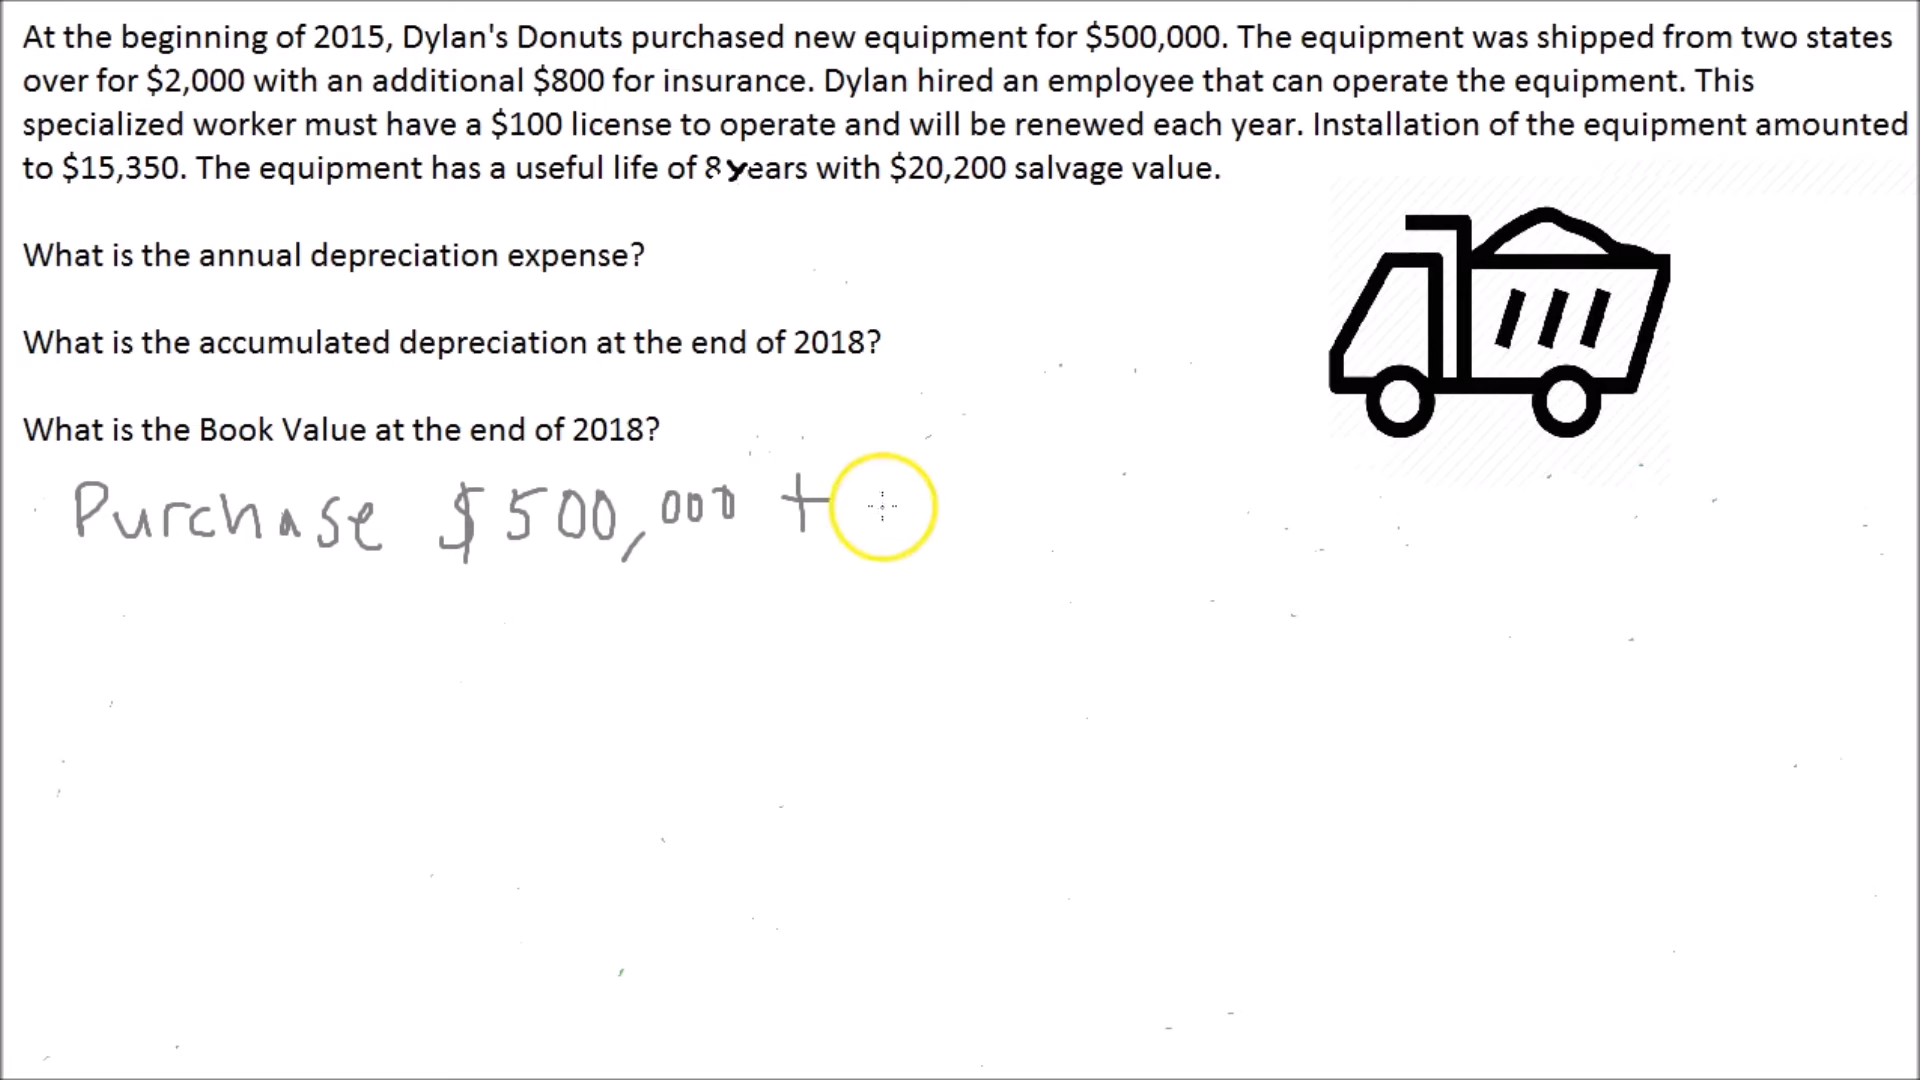 At the beginning of 2015, Dylan's Donuts purchased new equipment for $500,000. The equipment was shipped from two states
over for $2,000 with an additional $800 for insurance. Dylan hired an employee that can operate the equipment. This
specialized worker must have a $100 license to operate and will be renewed each year. Installation of the equipment amounted
to $15,350. The equipment has a useful life of 8 years with $20,200 salvage value.
What is the annual depreciation expense?
What is the accumulated depreciation at the end of 2018?
What is the Book Value at the end of 2018?
Purchase $500,000 +